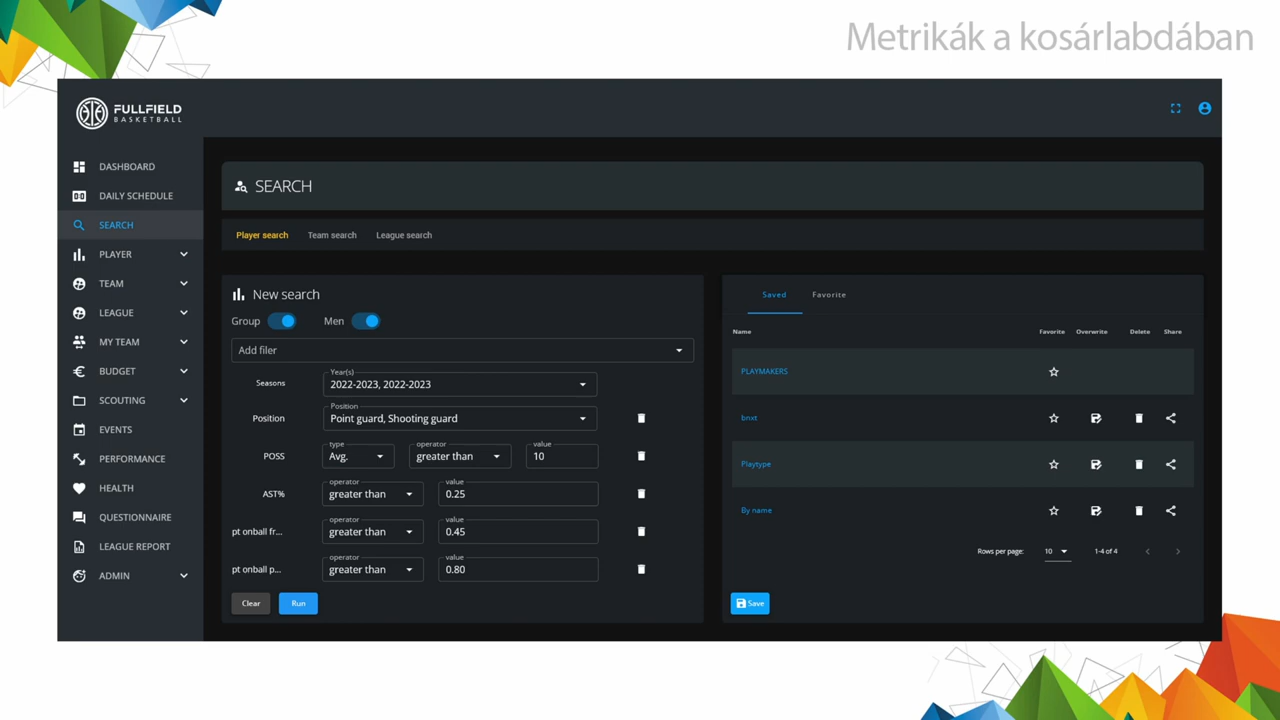 Metrikák a kosárlabdában
FULLFIELD
BASKETBALL
DASHBOARD
DAILY SCHEDULE
SEARCH
PLAYER
TEAM
LEAGUE
MY TEAM
BUDGET
SCOUTING
EVENTS
PERFORMANCE
HEALTH
QUESTIONNAIRE
LEAGUE REPORT
ADMIN
SEARCH
Player search Team search League search
New search
Group Men
Add filer
Seasons Year(s) 2022-2023, 2022-2023
Position Position Point guard, Shooting guard
POSS type Avg. operator greater than value 10
AST% operator greater than value 0.25
pt onball fr... operator greater than value 0.45
pt onball p... operator greater than value 0.80
Clear Run
Saved Favorite
Name Favorite Overwrite Delete Share
PLAYMAKERS
bnxt
Playtype
By name
Rows per page: 10 1-4 of 4
Save